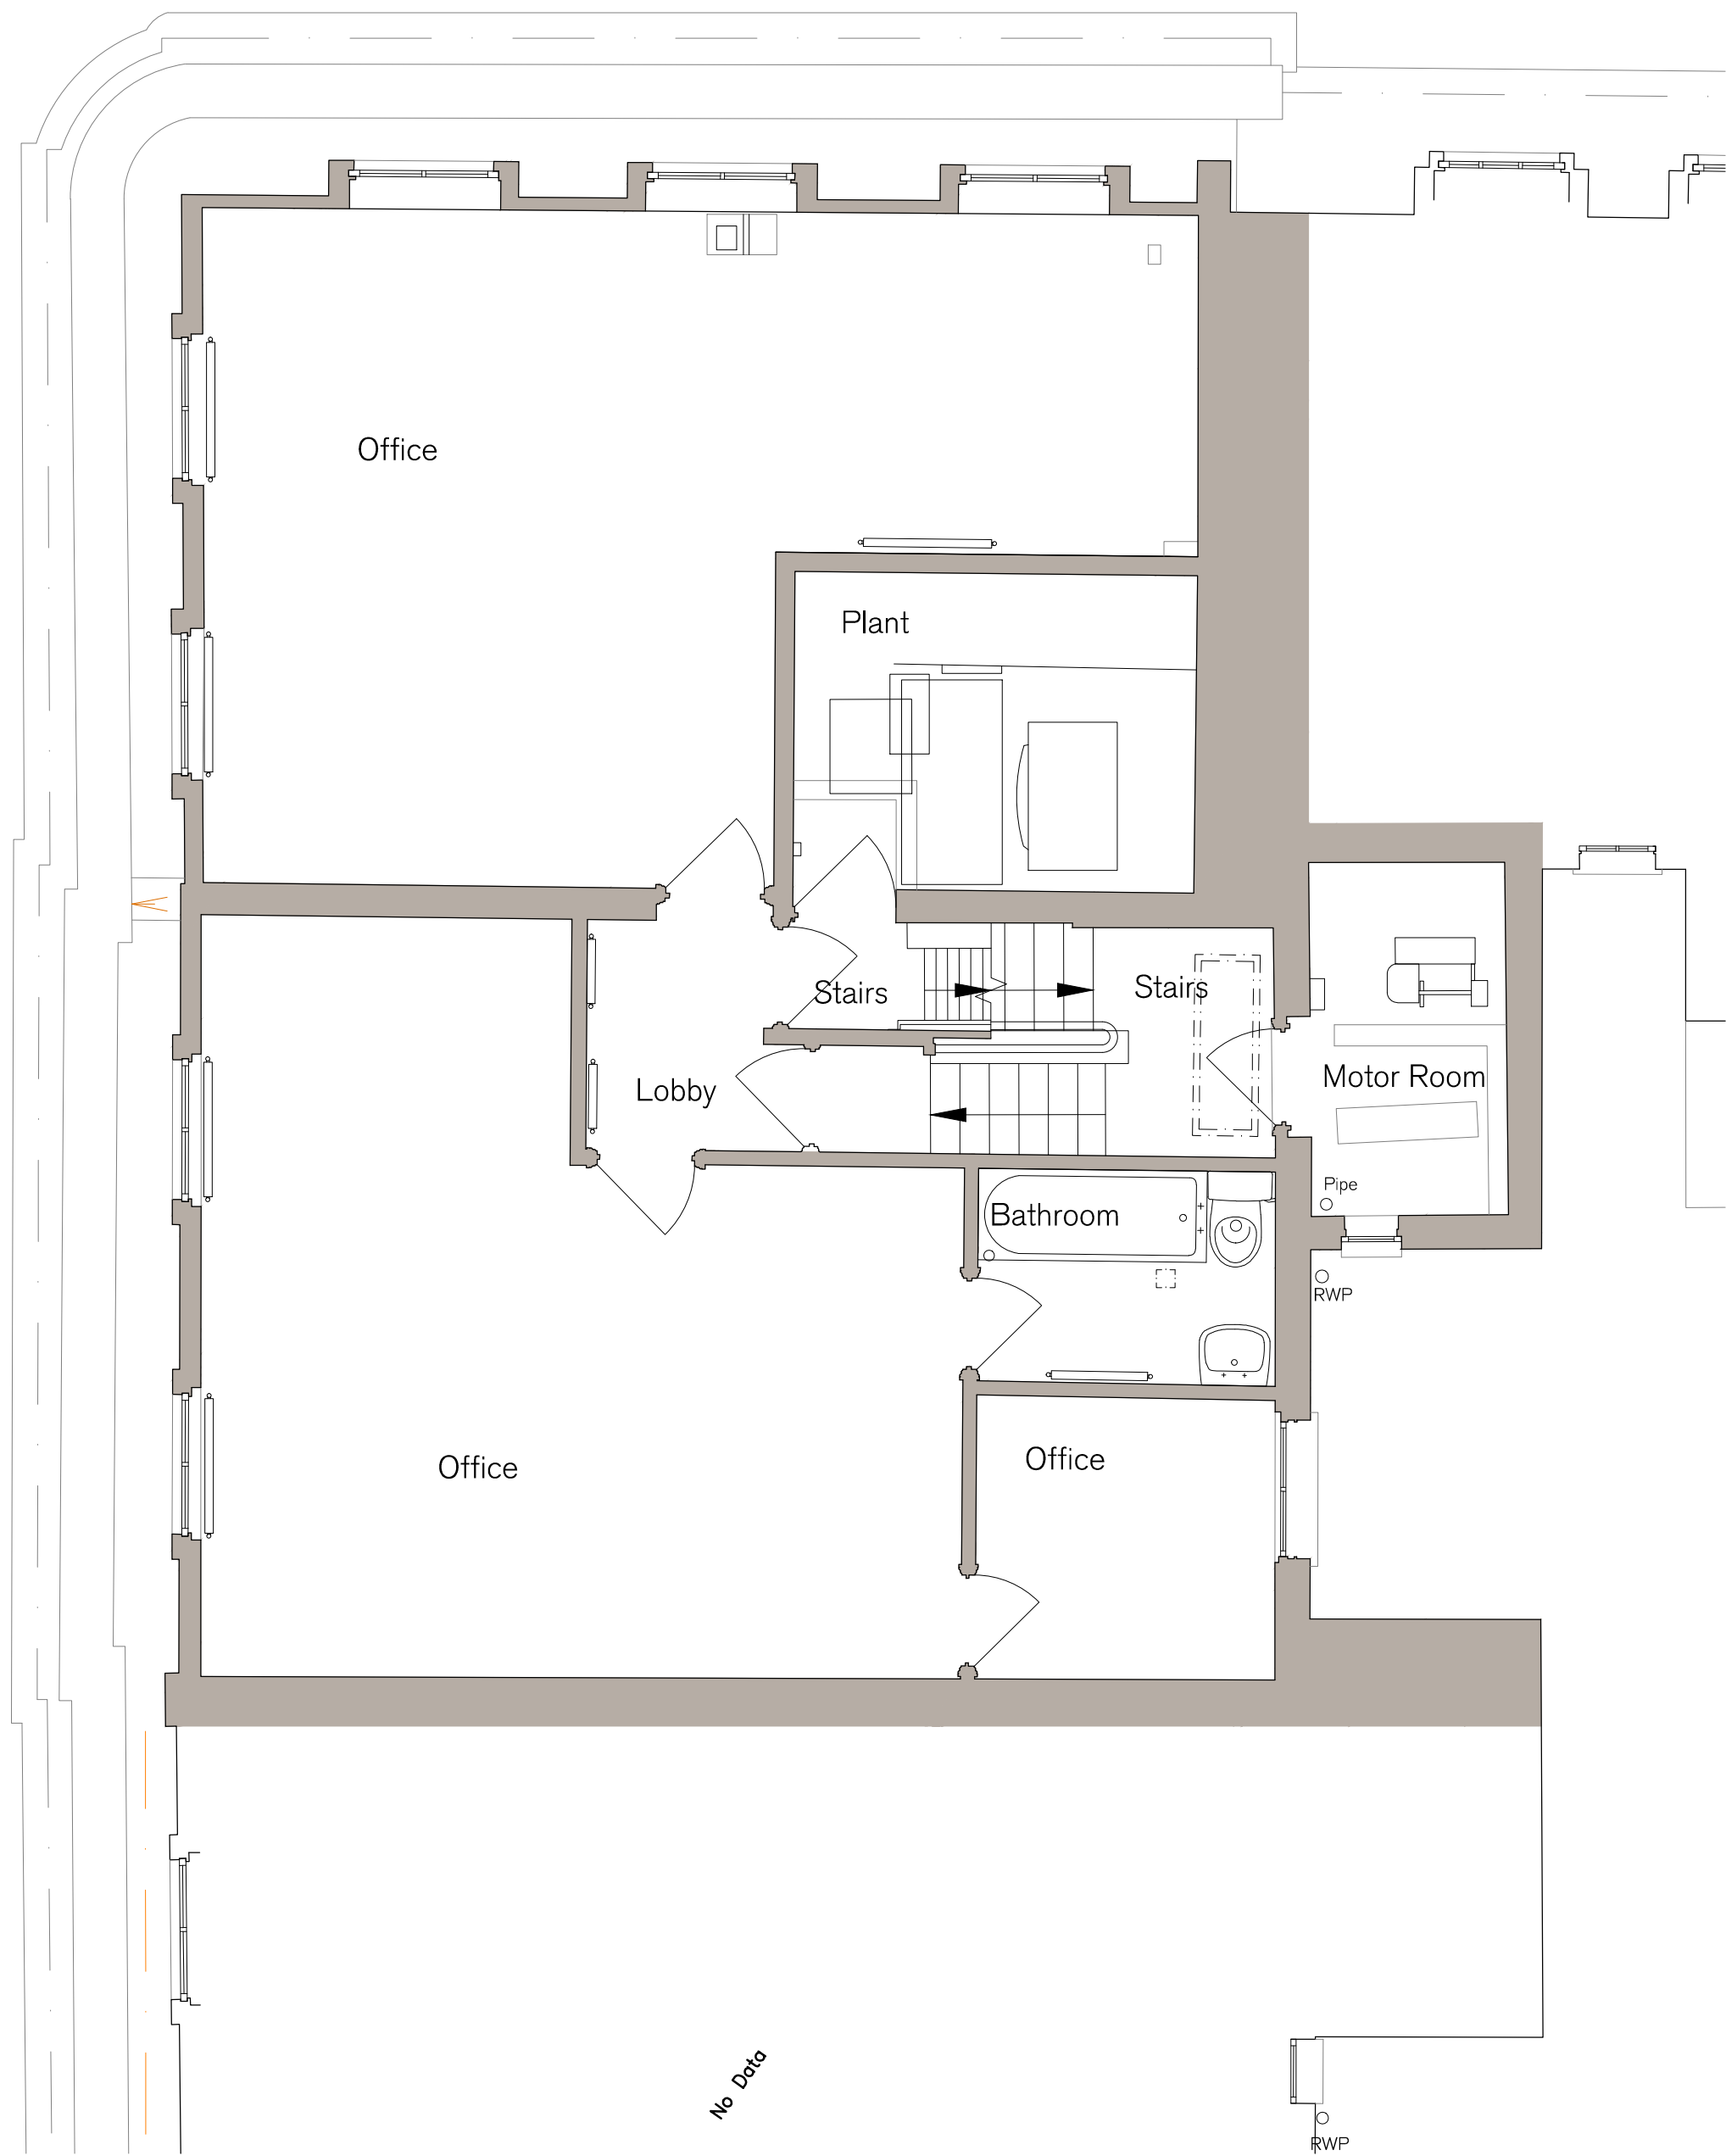 Office
Plant
Stairs
Stairs
Motor Room
Lobby
Pipe
Bathroom
RWP
Office
Office
No Data
RWP